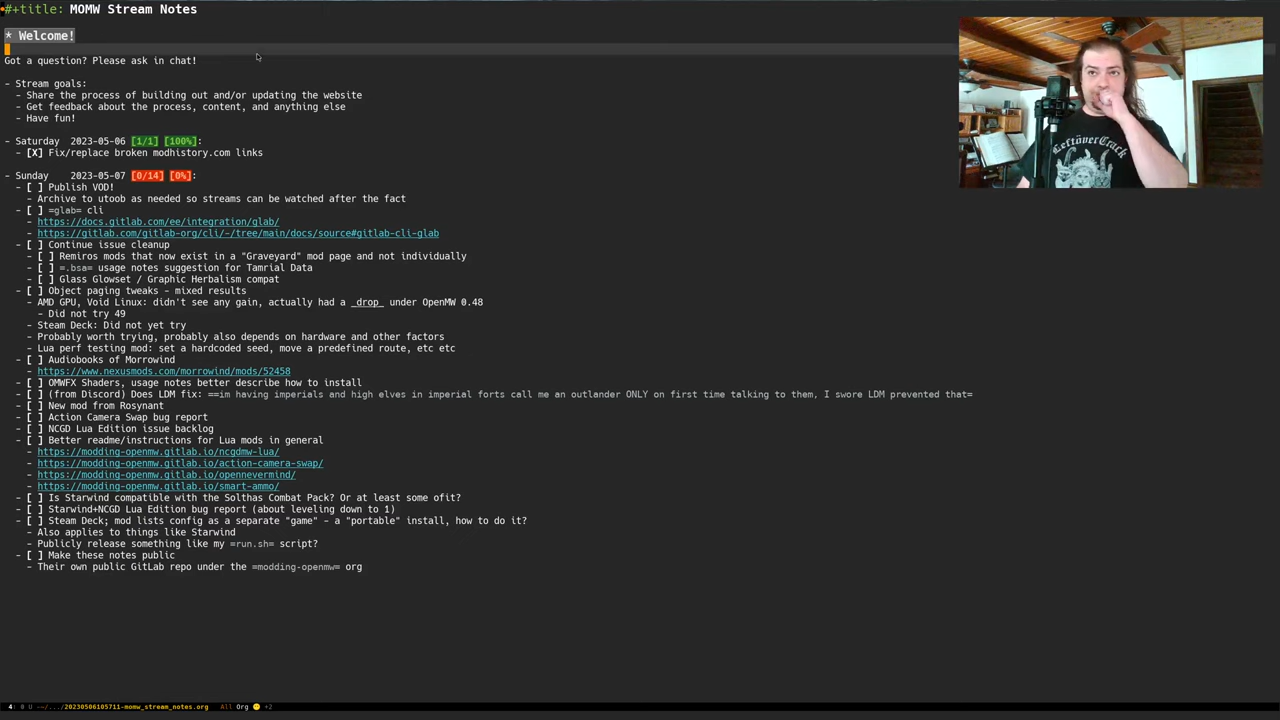 #+title: MOMW Stream Notes
* Welcome!
Got a question? Please ask in chat!
- Stream goals:
- Share the process of building out and/or updating the website
- Get feedback about the process, content, and anything else
- Have fun!
- Saturday 2023-05-06 [1/1] [100%]:
- [X] Fix/replace broken modhistory.com links
- Sunday 2023-05-07 [0/14] [0%]:
- [ ] Publish VOD!
- Archive to utoob as needed so streams can be watched after the fact
- [ ] =glab= cli
- https://docs.gitlab.com/ee/integration/glab/
- https://gitlab.com/gitlab-org/cli/-/tree/main/docs/source#gitlab-cli-glab
- [ ] Continue issue cleanup
- [ ] Remiros mods that now exist in a "Graveyard" mod page and not individually
- [ ] =.bsa= usage notes suggestion for Tamrial Data
- [ ] Glass Glowset / Graphic Herbalism compat
- [ ] Object paging tweaks - mixed results
- AMD GPU, Void Linux: didn't see any gain, actually had a _drop_ under OpenMW 0.48
- Did not try 49
- Steam Deck: Did not yet try
- Probably worth trying, probably also depends on hardware and other factors
- Lua perf testing mod: set a hardcoded seed, move a predefined route, etc etc
- [ ] Audiobooks of Morrowind
- https://www.nexusmods.com/morrowind/mods/52458
- [ ] OMWFX Shaders, usage notes better describe how to install
- [ ] (from Discord) Does LDM fix: ==im having imperials and high elves in imperial forts call me an outlander ONLY on first time talking to them, I swore LDM prevented that=
- [ ] New mod from Rosynant
- [ ] Action Camera Swap bug report
- [ ] NCGD Lua Edition issue backlog
- [ ] Better readme/instructions for Lua mods in general
- https://modding-openmw.gitlab.io/ncgdmw-lua/
- https://modding-openmw.gitlab.io/action-camera-swap/
- https://modding-openmw.gitlab.io/opennevermind/
- https://modding-openmw.gitlab.io/smart-ammo/
- [ ] Is Starwind compatible with the Solthas Combat Pack? Or at least some ofit?
- [ ] Starwind+NCGD Lua Edition bug report (about leveling down to 1)
- [ ] Steam Deck; mod lists config as a separate "game" - a "portable" install, how to do it?
- Also applies to things like Starwind
- Publicly release something like my =run.sh= script?
- [ ] Make these notes public
- Their own public GitLab repo under the =modding-openmw= org
Leftöver Crack
20230506105711-momw_stream_notes.org All Org +2